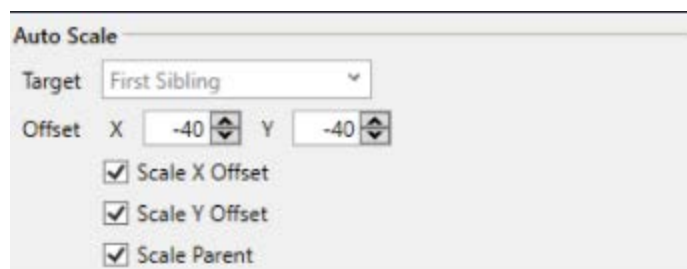 Auto Scale
Target First Sibling
Offset X -40 Y -40
Scale X Offset
Scale Y Offset
Scale Parent